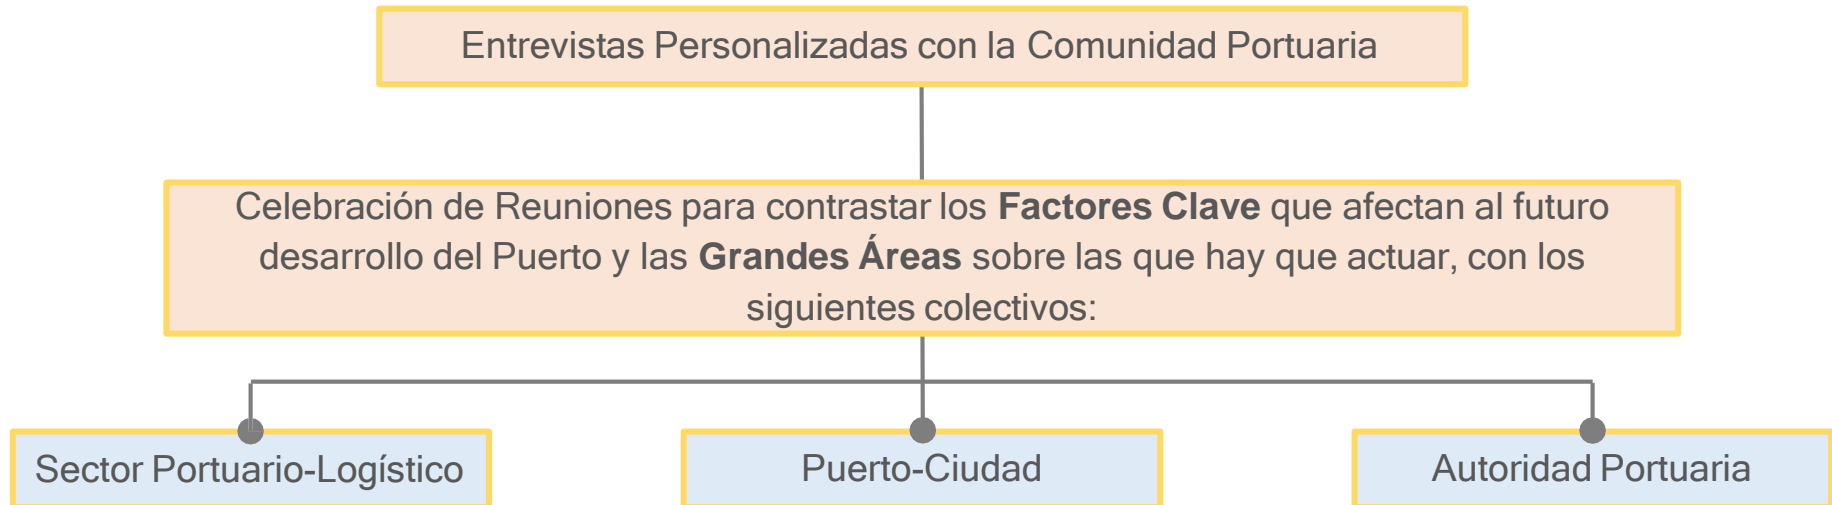 Entrevistas Personalizadas con la Comunidad Portuaria
Celebración de Reuniones para contrastar los Factores Clave que afectan al futuro
desarrollo del Puerto y las Grandes Áreas sobre las que hay que actuar, con los
siguientes colectivos:
Sector Portuario-Logístico
Puerto-Ciudad
Autoridad Portuaria